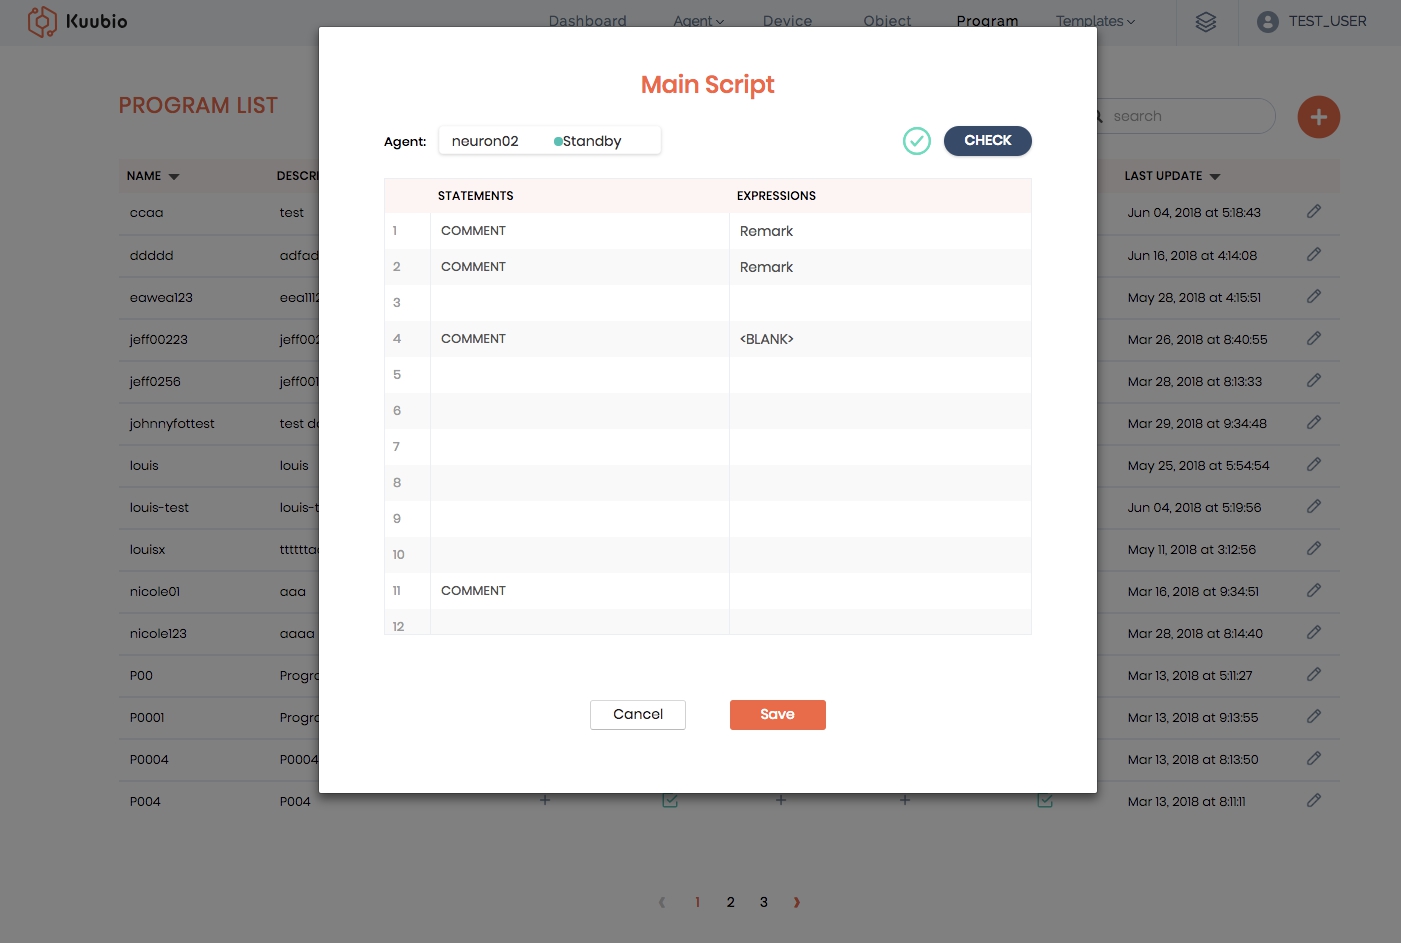 Kuubio
Dashboard Agent Device Object Program Templates TEST_USER
Main Script
PROGRAM LIST
search
Agent: neuron02 Standby CHECK
NAME DESCRI LAST UPDATE
STATEMENTS EXPRESSIONS
ccaa test Jun 04, 2018 at 5:18:43
1 COMMENT Remark
ddddd adfad Jun 16, 2018 at 4:14:08
2 COMMENT Remark
eawea123 eea1112 May 28, 2018 at 4:15:51
3
jeff00223 jeff002 Mar 26, 2018 at 8:40:55
4 COMMENT <BLANK>
jeff0256 jeff001 Mar 28, 2018 at 8:13:33
5
6
johnnyfottest test de Mar 29, 2018 at 9:34:48
7
louis louis May 25, 2018 at 5:54:54
8
louis-test louis-t Jun 04, 2018 at 5:19:56
9
louisx ttttttac May 11, 2018 at 3:12:56
10
nicole01 aaa Mar 16, 2018 at 9:34:51
11 COMMENT
nicole123 aaaa Mar 28, 2018 at 8:14:40
12
P00 Progra Mar 13, 2018 at 5:11:27
P0001 Progra Mar 13, 2018 at 9:13:55
Cancel Save
P0004 P0004 Mar 13, 2018 at 8:13:50
P004 P004 Mar 13, 2018 at 8:11:11
1 2 3